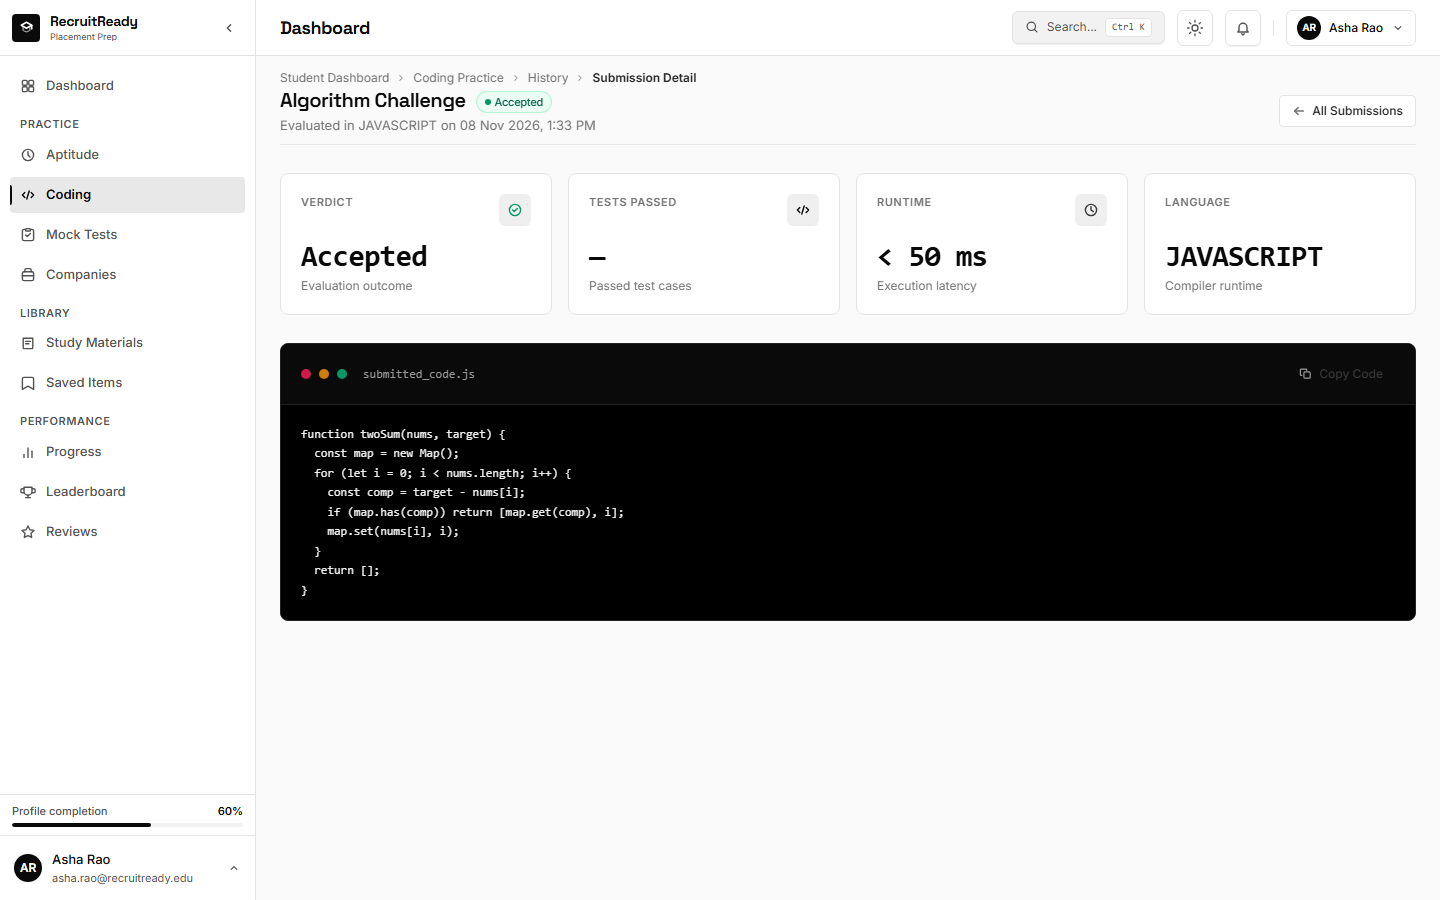 RecruitReady
Placement Prep
Dashboard
PRACTICE
Aptitude
Coding
Mock Tests
Companies
LIBRARY
Study Materials
Saved Items
PERFORMANCE
Progress
Leaderboard
Reviews
Profile completion 60%
AR Asha Rao
asha.rao@recruitready.edu
Dashboard
Search... Ctrl K
AR Asha Rao
Student Dashboard › Coding Practice › History › Submission Detail
Algorithm Challenge Accepted
Evaluated in JAVASCRIPT on 08 Nov 2026, 1:33 PM
← All Submissions
VERDICT
Accepted
Evaluation outcome
TESTS PASSED
—
Passed test cases
RUNTIME
< 50 ms
Execution latency
LANGUAGE
JAVASCRIPT
Compiler runtime
submitted_code.js
Copy Code
function twoSum(nums, target) {
  const map = new Map();
  for (let i = 0; i < nums.length; i++) {
    const comp = target - nums[i];
    if (map.has(comp)) return [map.get(comp), i];
    map.set(nums[i], i);
  }
  return [];
}